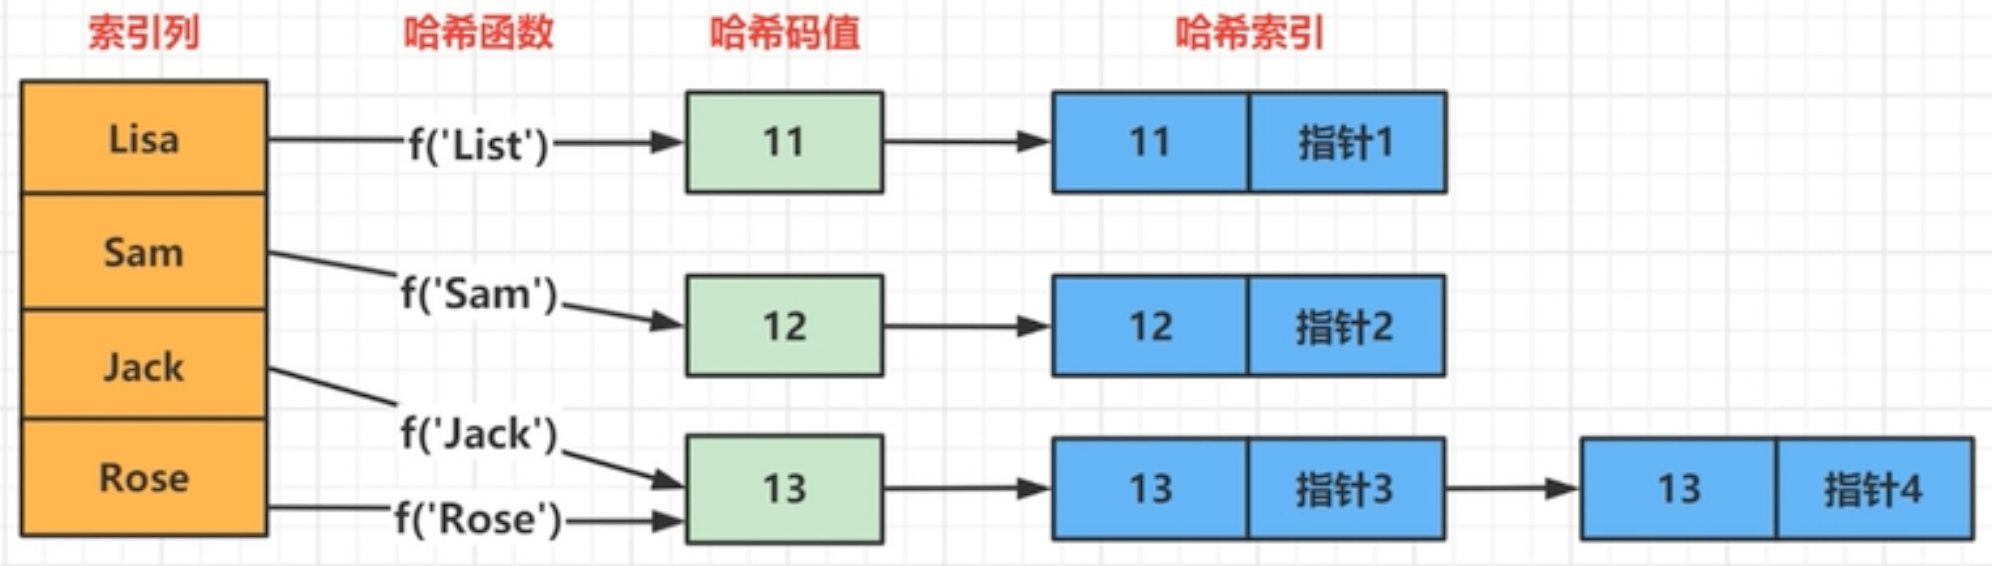 索引列 哈希函数 哈希码值 哈希索引
Lisa f('List') 11 11 指针1
Sam f('Sam') 12 12 指针2
Jack f('Jack')
Rose f('Rose') 13 13 指针3 13 指针4